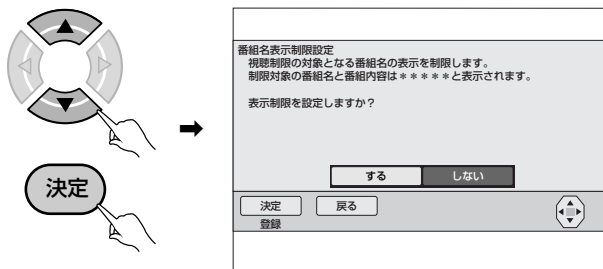 決定
番組名表示制限設定
視聴制限の対象となる番組名の表示を制限します。
制限対象の番組名と番組内容は＊＊＊＊＊と表示されます。
表示制限を設定しますか？
する しない
決定 戻る
登録